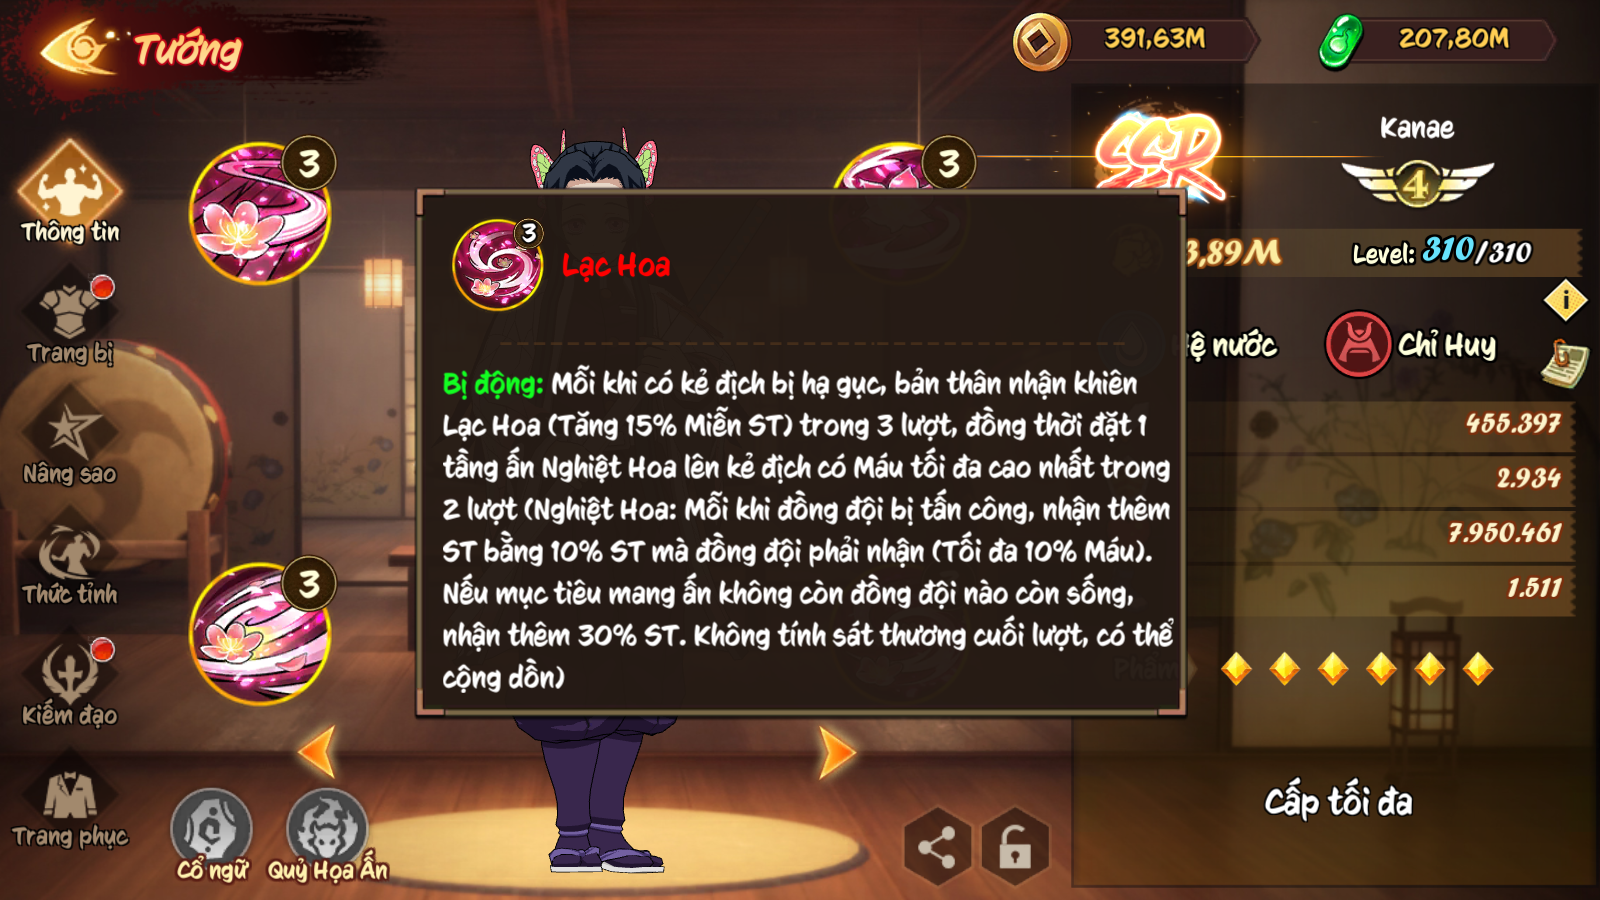 Tướng
391,63M
207,80M
SSR
Kanae
4
Thông tin
3
3
3,89M
Level: 310/310
3
Lạc Hoa
Trang bị
ệ nước
Chỉ Huy
Bị động: Mỗi khi có kẻ địch bị hạ gục, bản thân nhận khiên
Lạc Hoa (Tăng 15% Miễn ST) trong 3 lượt, đồng thời đặt 1
tầng ấn Nghiệt Hoa lên kẻ địch có Máu tối đa cao nhất trong
2 lượt (Nghiệt Hoa: Mỗi khi đồng đội bị tấn công, nhận thêm
ST bằng 10% ST mà đồng đội phải nhận (Tối đa 10% Máu).
Nếu mục tiêu mang ấn không còn đồng đội nào còn sống,
nhận thêm 30% ST. Không tính sát thương cuối lượt, có thể
cộng dồn)
455.397
2.934
7.950.461
1.511
Nâng sao
Thức tỉnh
3
Phẩm
Kiếm đạo
Trang phục
Cổ ngữ
Quỷ Họa Ấn
Cấp tối đa